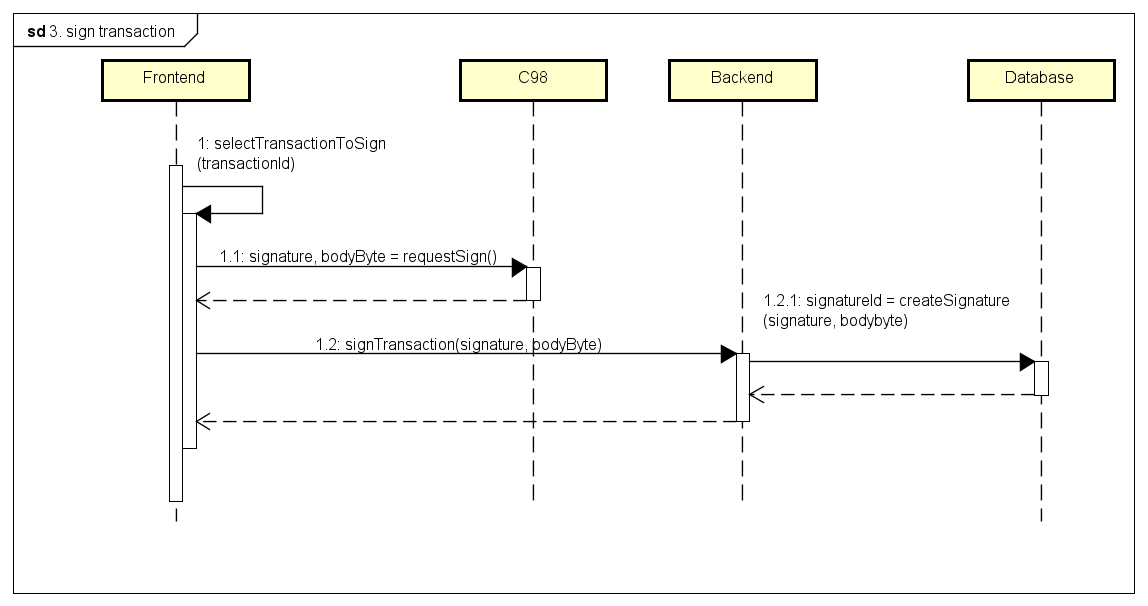 sd 3. sign transaction
Frontend
C98
Backend
Database
1: selectTransactionToSign
(transactionId)
1.1: signature, bodyByte = requestSign()
1.2.1: signatureId = createSignature
(signature, bodybyte)
1.2: signTransaction(signature, bodyByte)